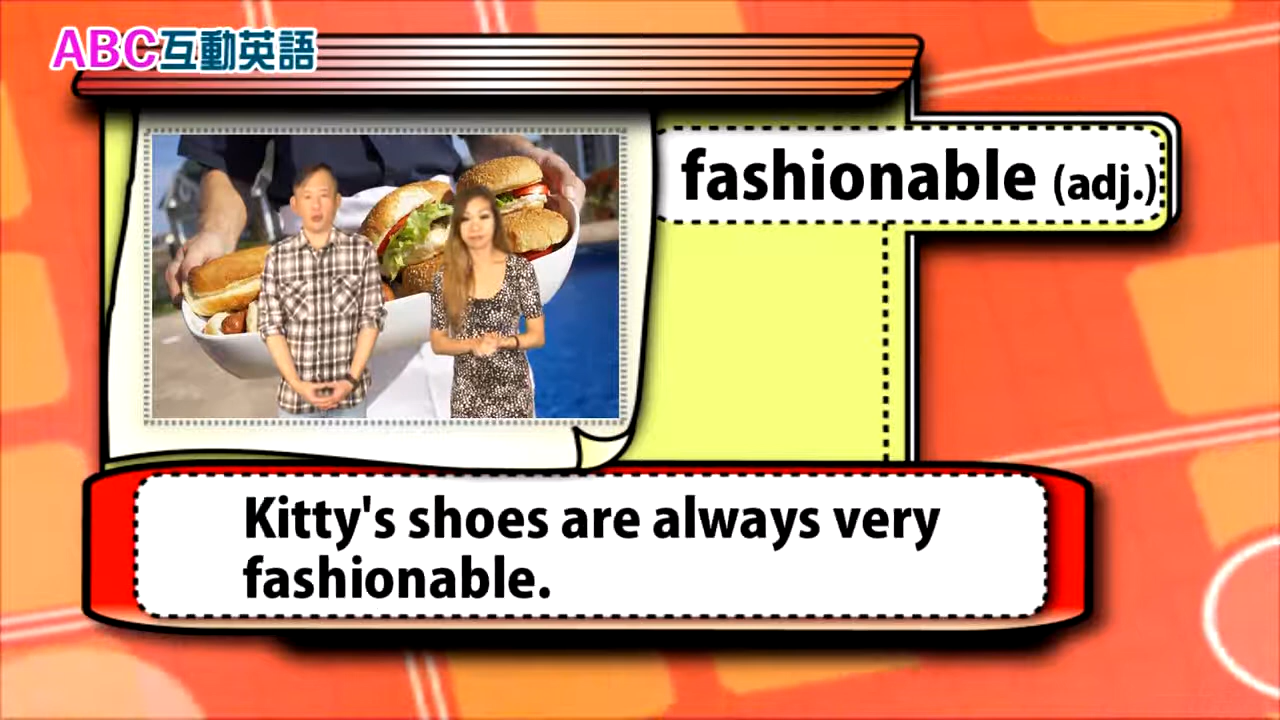 ABC互動英語
fashionable (adj.)
Kitty's shoes are always very
fashionable.